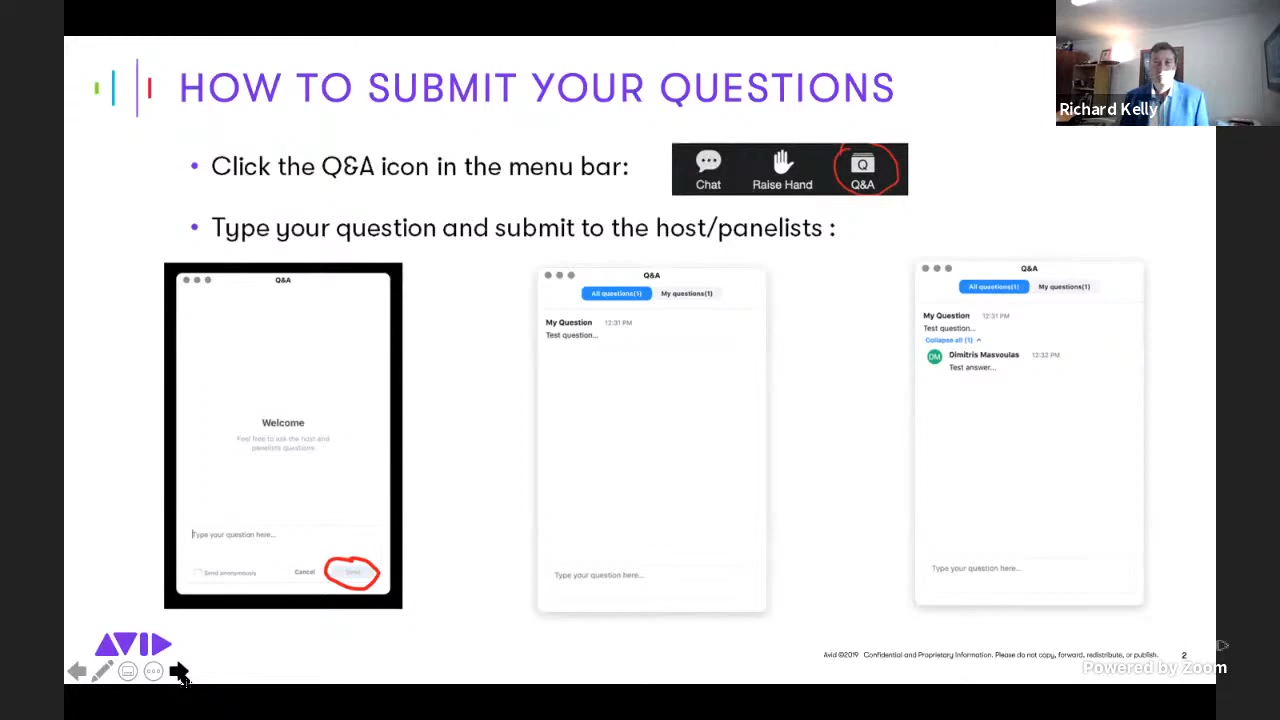 HOW TO SUBMIT YOUR QUESTIONS
Richard Kelly
• Click the Q&A icon in the menu bar:
Chat
Raise Hand
Q
Q&A
• Type your question and submit to the host/panelists :
Q&A
Welcome
Feel free to ask the host and
panelists questions
Type your question here...
Send anonymously
Cancel
Send
Q&A
All questions(1)
My questions(1)
My Question 12:31 PM
Test question...
Type your question here...
Q&A
All questions(1)
My questions(1)
My Question 12:31 PM
Test question...
Collapse all (1)
DM
Dimitris Masvoulas 12:32 PM
Test answer...
Type your question here...
AVID
Avid ©2019 Confidential and Proprietary Information. Please do not copy, forward, redistribute, or publish.
2
Powered by Zoom